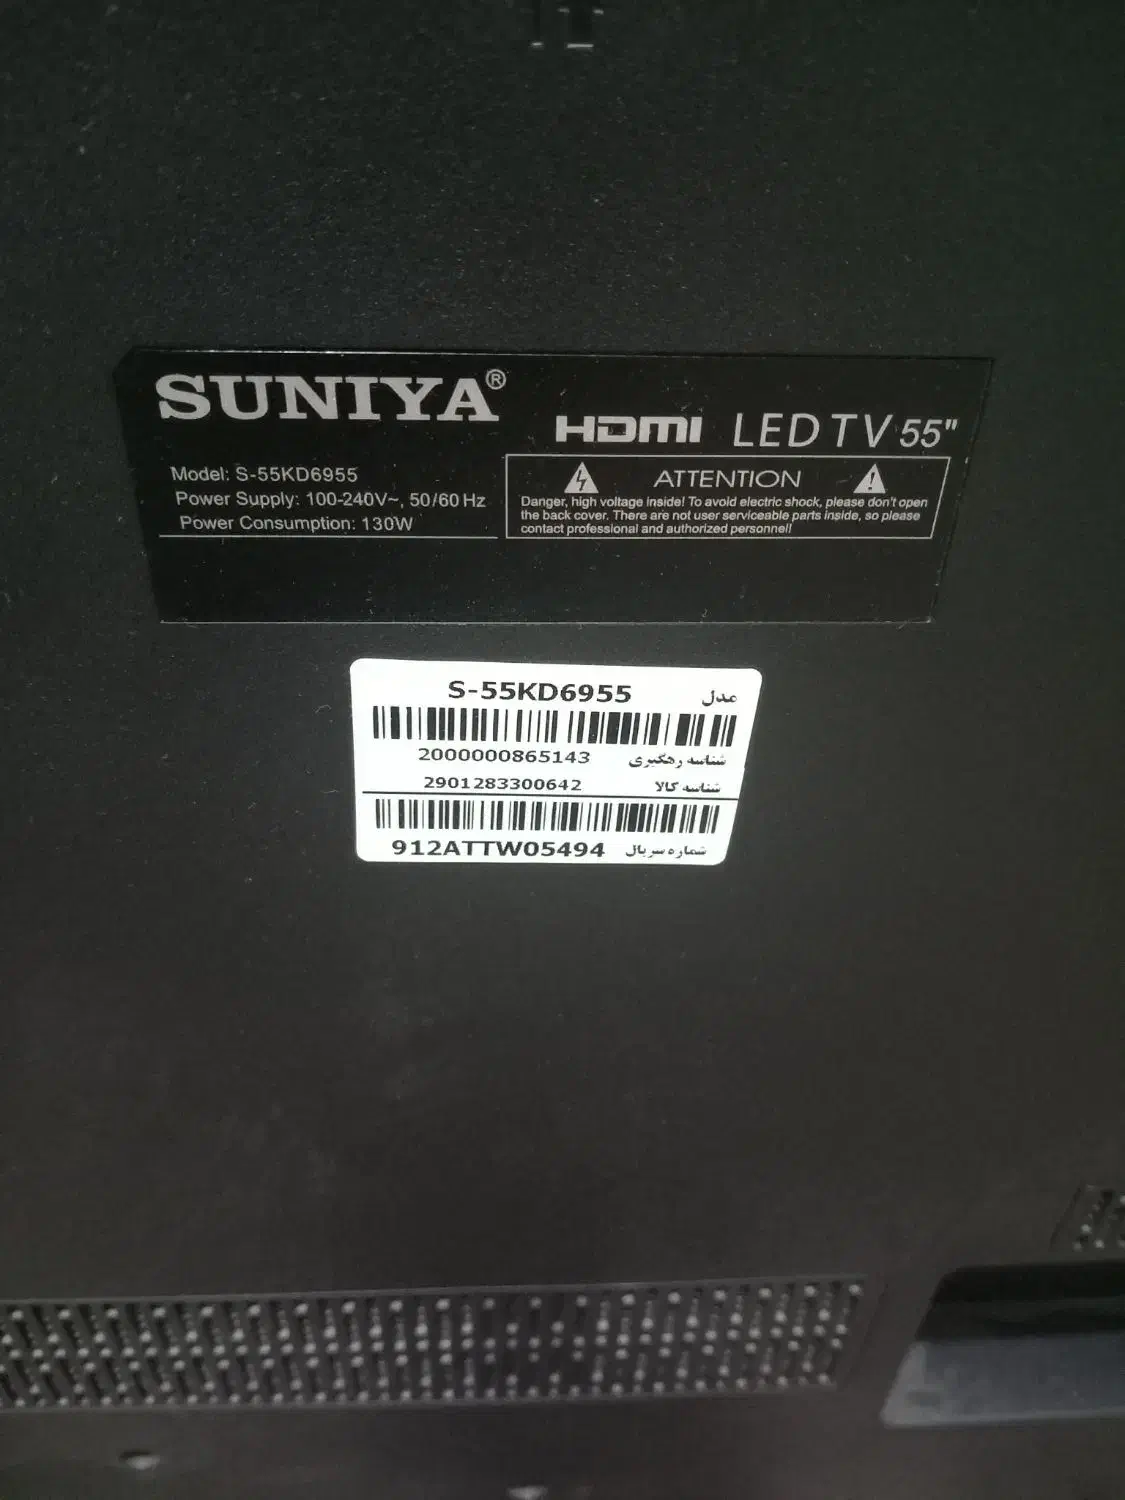 SUNIYA®
HDMI LED TV 55"
Model: S-55KD6955
Power Supply: 100-240V~, 50/60 Hz
Power Consumption: 130W
ATTENTION
Danger, high voltage inside! To avoid electric shock, please don't open
the back cover. There are not user serviceable parts inside, so please
contact professional and authorized personnel!
S-55KD6955 مدل
2000000865143 شناسه رهگیری
2901283300642 شناسه کالا
912ATTW05494 شماره سریال